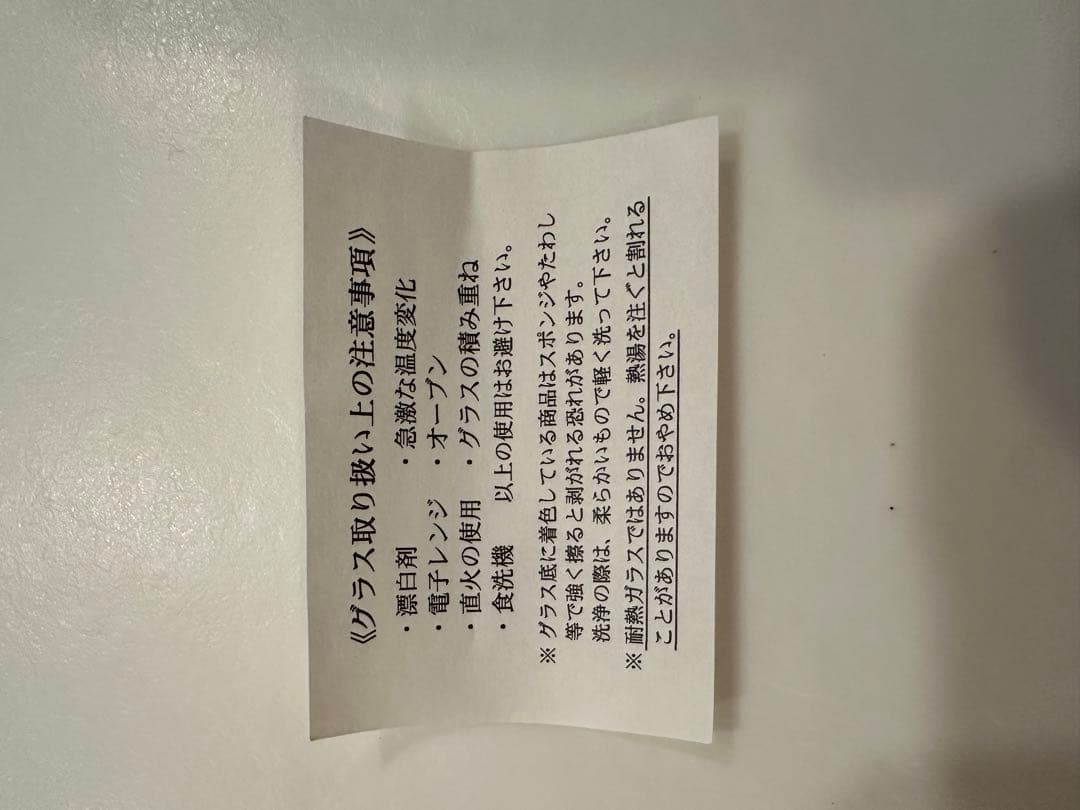 《グラス取り扱い上の注意事項》
・漂白剤 ・急激な温度変化
・電子レンジ ・オーブン
・直火の使用 ・グラスの積み重ね
・食洗機 以上の使用はお避け下さい。
※グラス底に着色している商品はスポンジやたわし
等で強く擦ると剥がれる恐れがあります。
洗浄の際は、柔らかいもので軽く洗って下さい。
※耐熱ガラスではありません。熱湯を注ぐと割れる
ことがありますのでおやめ下さい。